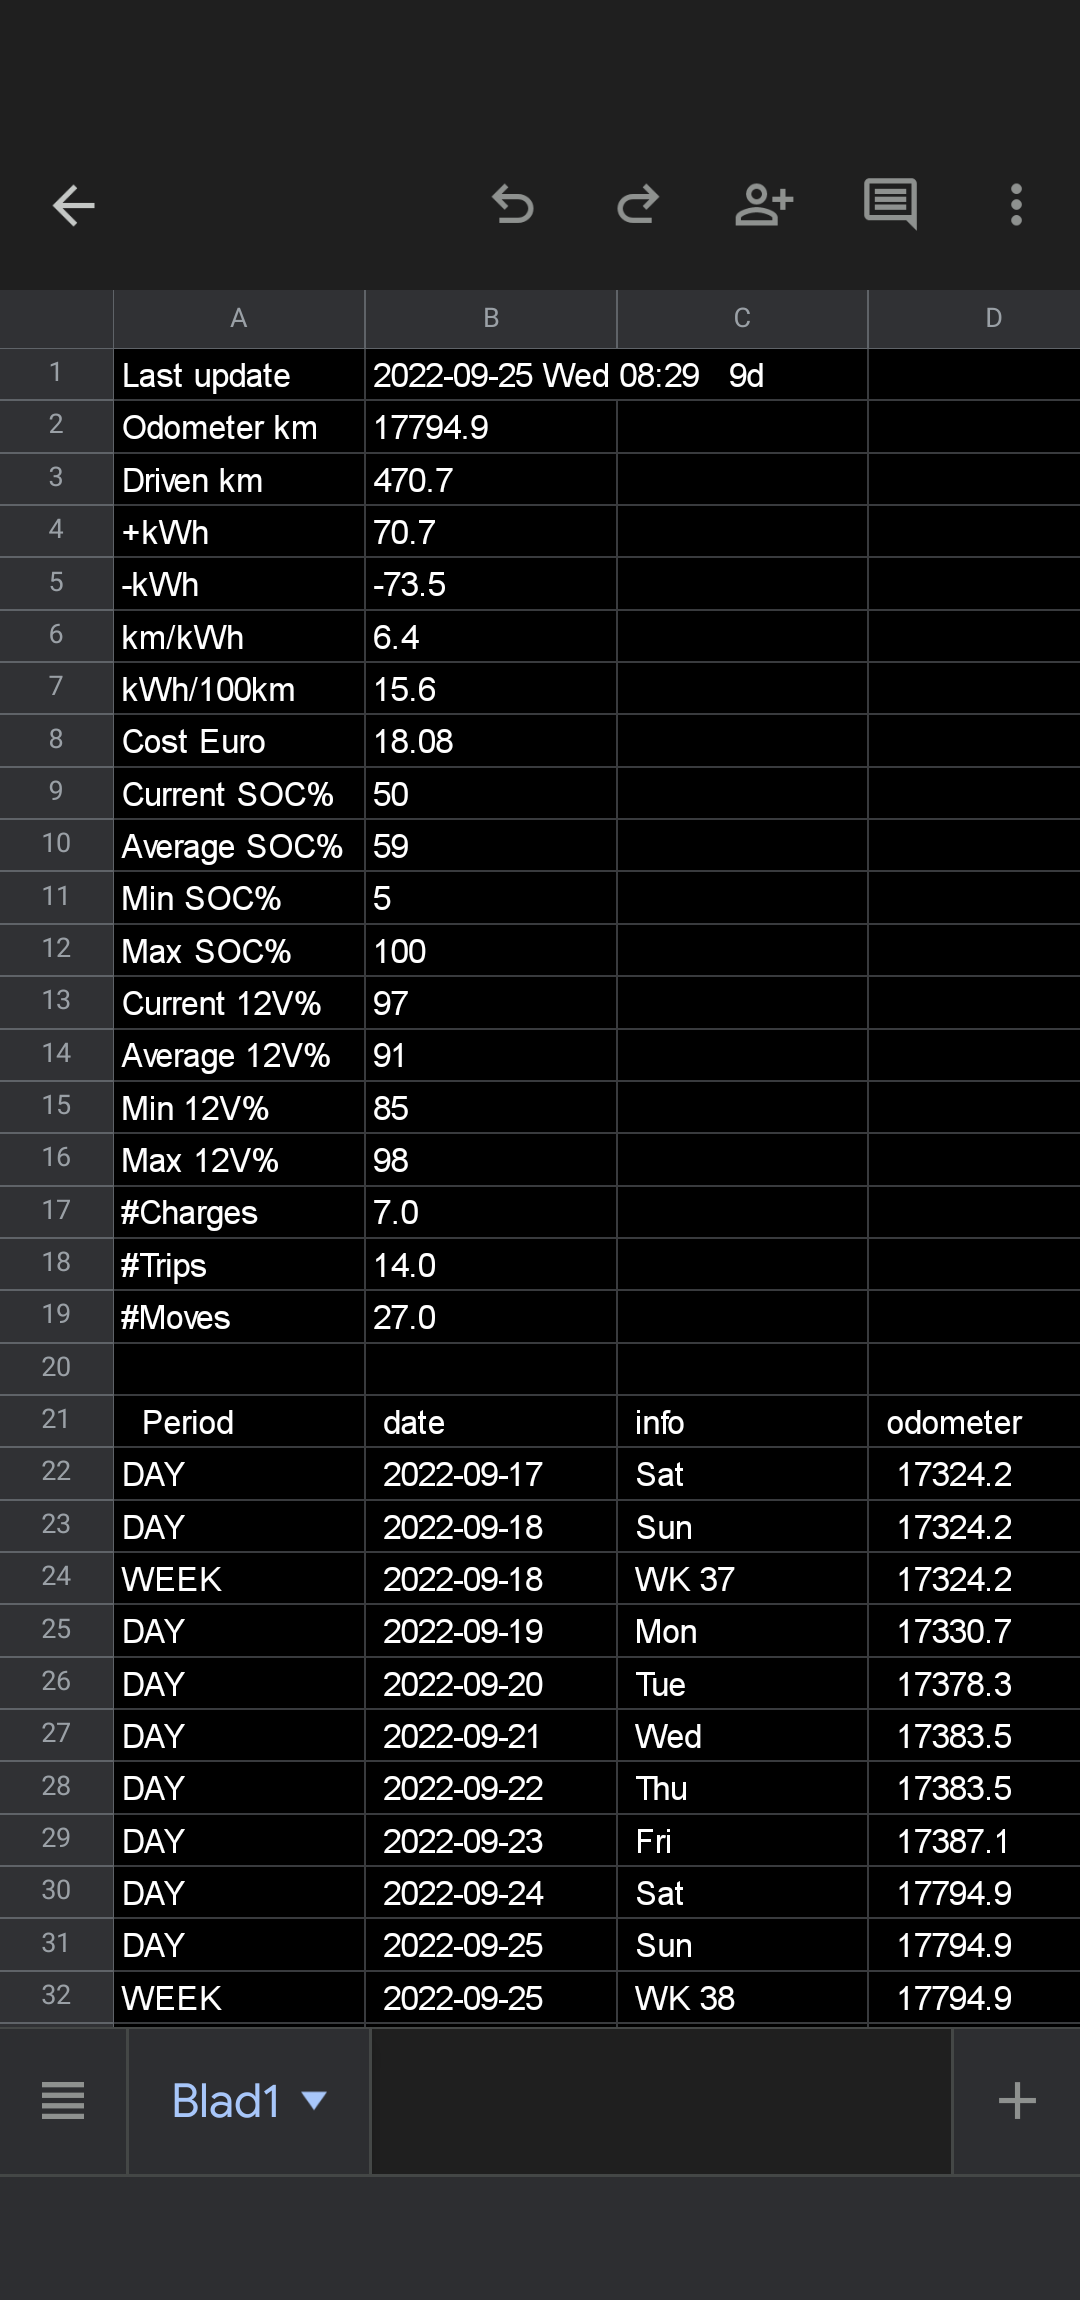 A B C D
1 Last update 2022-09-25 Wed 08:29 9d
2 Odometer km 17794.9
3 Driven km 470.7
4 +kWh 70.7
5 -kWh -73.5
6 km/kWh 6.4
7 kWh/100km 15.6
8 Cost Euro 18.08
9 Current SOC% 50
10 Average SOC% 59
11 Min SOC% 5
12 Max SOC% 100
13 Current 12V% 97
14 Average 12V% 91
15 Min 12V% 85
16 Max 12V% 98
17 #Charges 7.0
18 #Trips 14.0
19 #Moves 27.0
20
21 Period date info odometer
22 DAY 2022-09-17 Sat 17324.2
23 DAY 2022-09-18 Sun 17324.2
24 WEEK 2022-09-18 WK 37 17324.2
25 DAY 2022-09-19 Mon 17330.7
26 DAY 2022-09-20 Tue 17378.3
27 DAY 2022-09-21 Wed 17383.5
28 DAY 2022-09-22 Thu 17383.5
29 DAY 2022-09-23 Fri 17387.1
30 DAY 2022-09-24 Sat 17794.9
31 DAY 2022-09-25 Sun 17794.9
32 WEEK 2022-09-25 WK 38 17794.9
Blad1